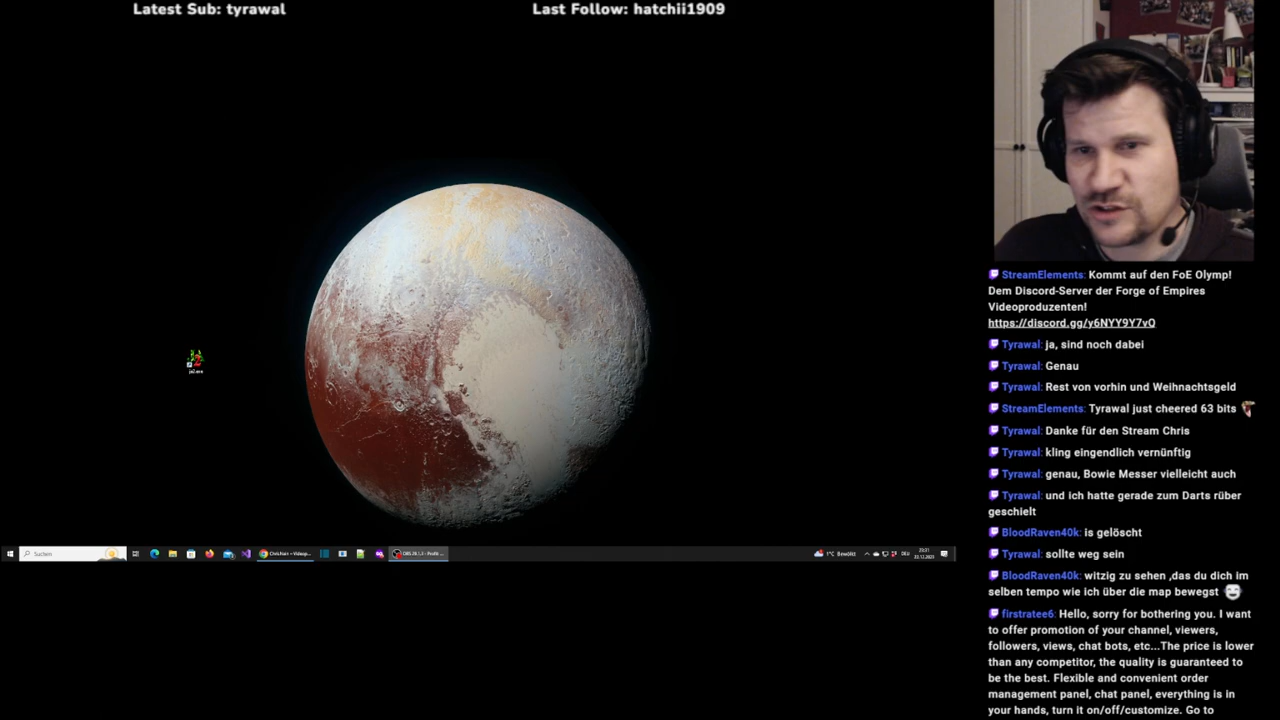 Latest Sub: tyrawal
Last Follow: hatchii1909
StreamElements: Kommt auf den FoE Olymp!
Dem Discord-Server der Forge of Empires
Videoproduzenten!
https://discord.gg/y6NYY9Y7vQ
Tyrawal: ja, sind noch dabei
Tyrawal: Genau
Tyrawal: Rest von vorhin und Weihnachtsgeld
StreamElements: Tyrawal just cheered 63 bits
Tyrawal: Danke für den Stream Chris
Tyrawal: kling eingendlich vernünftig
Tyrawal: genau, Bowie Messer vielleicht auch
Tyrawal: und ich hatte gerade zum Darts rüber
geschielt
BloodRaven40k: is gelöscht
Tyrawal: sollte weg sein
BloodRaven40k: witzig zu sehen ,das du dich im
selben tempo wie ich über die map bewegst
firstratee6: Hello, sorry for bothering you. I want
to offer promotion of your channel, viewers,
followers, views, chat bots, etc...The price is lower
than any competitor, the quality is guaranteed to
be the best. Flexible and convenient order
management panel, chat panel, everything is in
your hands, turn it on/off/customize. Go to
ja2.exe
Suchen
1°C Bewölkt
DEU
23:21